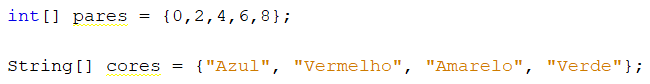 int[] pares = {0,2,4,6,8};
String[] cores = {"Azul", "Vermelho", "Amarelo", "Verde"};